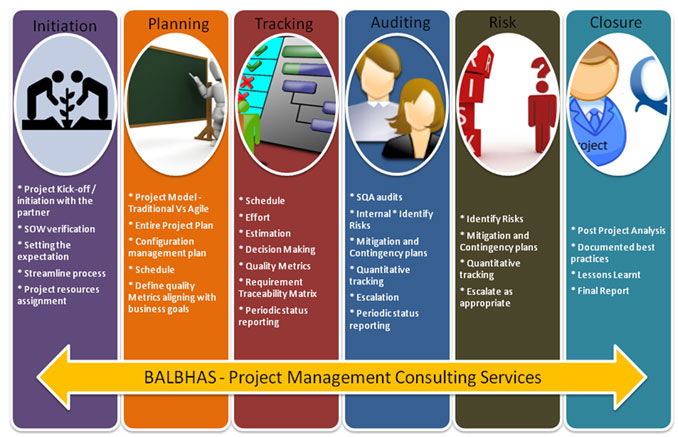 Initiation
* Project Kick-off /
initiation with the
partner
* SOW verification
* Setting the
expectation
* Streamline process
* Project resources
assignment
Planning
* Project Model -
Traditional Vs Agile
* Entire Project Plan
* Configuration
management plan
* Schedule
* Define quality
Metrics aligning with
business goals
Tracking
* Schedule
* Effort
* Estimation
* Decision Making
* Quality Metrics
* Requirement
Traceability Matrix
* Periodic status
reporting
Auditing
* SQA audits
* Internal * Identify
Risks
* Mitigation and
Contingency plans
* Quantitative
tracking
* Escalation
* Periodic status
reporting
Risk
R I S K
* Identify Risks
* Mitigation and
Contingency plans
* Quantitative
tracking
* Escalate as
appropriate
Closure
roject
* Post Project Analysis
* Documented best
practices
* Lessons Learnt
* Final Report
BALBHAS - Project Management Consulting Services